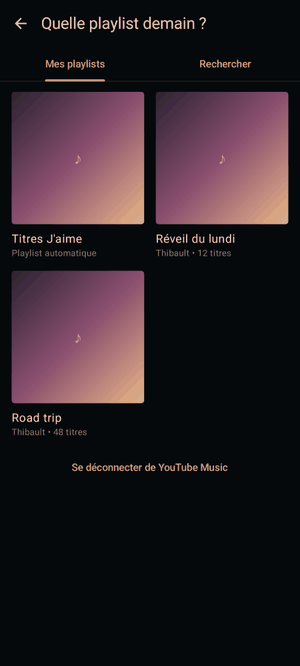 Quelle playlist demain ?
Mes playlists
Rechercher
Titres J'aime
Playlist automatique
Réveil du lundi
Thibault • 12 titres
Road trip
Thibault • 48 titres
Se déconnecter de YouTube Music